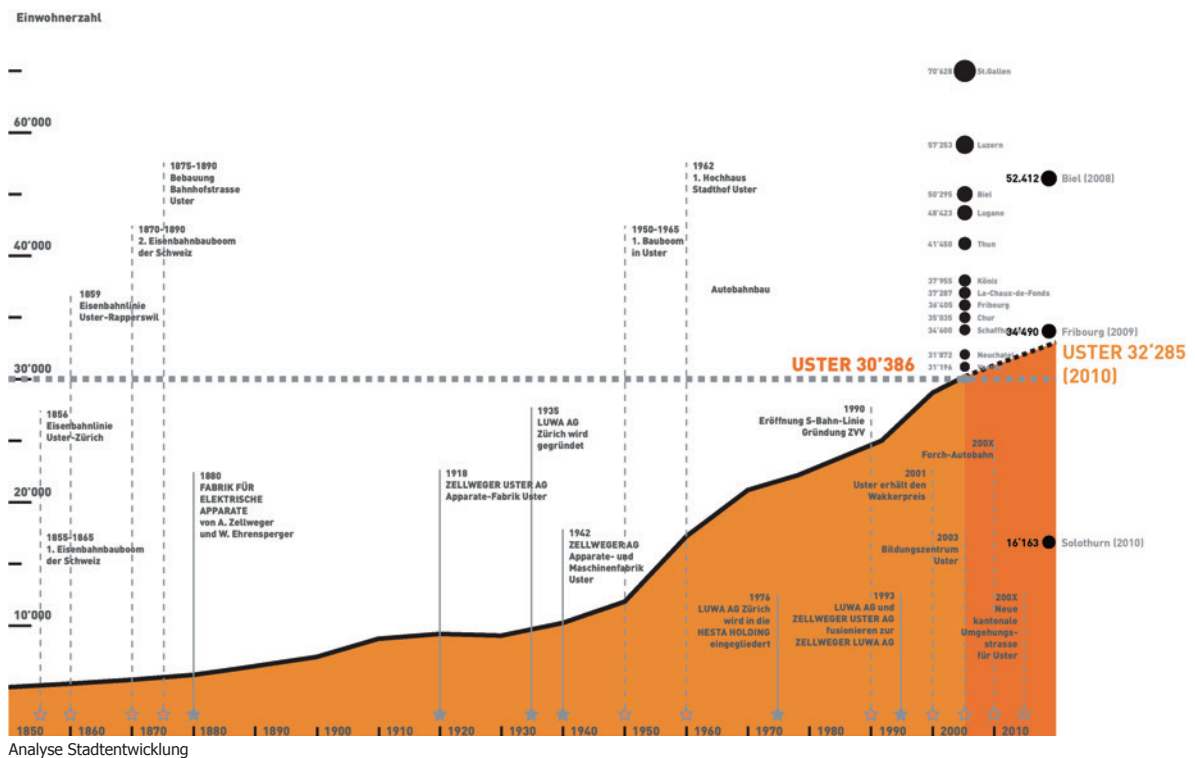 Einwohnerzahl
60'000
40'000
30'000
20'000
10'000
1875-1890
Bebauung
Bahnhofstrasse
Uster
1870-1890
2. Eisenbahnbauboom
der Schweiz
1859
Eisenbahnlinie
Uster-Rapperswil
1856
Eisenbahnlinie
Uster-Zürich
1855-1865
1. Eisenbahnbauboom
der Schweiz
1880
FABRIK FÜR
ELEKTRISCHE
APPARATE
von A. Zellweger
und W. Ehrensperger
1918
ZELLWEGER USTER AG
Apparate-Fabrik Uster
1935
LUWA AG
Zürich wird
gegründet
1942
ZELLWEGER AG
Apparate- und
Maschinenfabrik
Uster
1950-1965
1. Bauboom
in Uster
1962
1. Hochhaus
Stadthof Uster
Autobahnbau
1976
LUWA AG Zürich
wird in die
HESTA HOLDING
eingegliedert
1990
Eröffnung S-Bahn-Linie
Gründung ZVV
1993
LUWA AG und
ZELLWEGER USTER AG
fusionieren zur
ZELLWEGER LUWA AG
2001
Uster erhält den
Wakkerpreis
2003
Bildungszentrum
Uster
200X
Forch-Autobahn
200X
Neue
kantonale
Umgehungs-
strasse
für Uster
70'628 St.Gallen
57'253 Luzern
50'295 Biel
48'423 Lugano
41'450 Thun
37'955 Köniz
37'287 La-Chaux-de-Fonds
36'405 Fribourg
35'035 Chur
34'600
31'872 Neuchatel
31'196
52.412 Biel (2008)
34'490 Fribourg (2009)
16'163 Solothurn (2010)
USTER 30'386
USTER 32'285
(2010)
1850 1860 1870 1880 1890 1900 1910 1920 1930 1940 1950 1960 1970 1980 1990 2000 2010
Analyse Stadtentwicklung